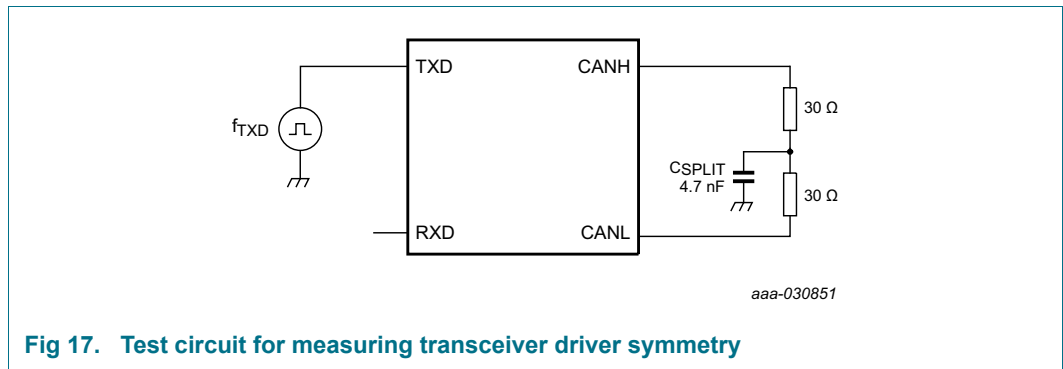 TXD
CANH
30 Ω
fTXD
CSPLIT
4.7 nF
30 Ω
RXD
CANL
aaa-030851
Fig 17. Test circuit for measuring transceiver driver symmetry